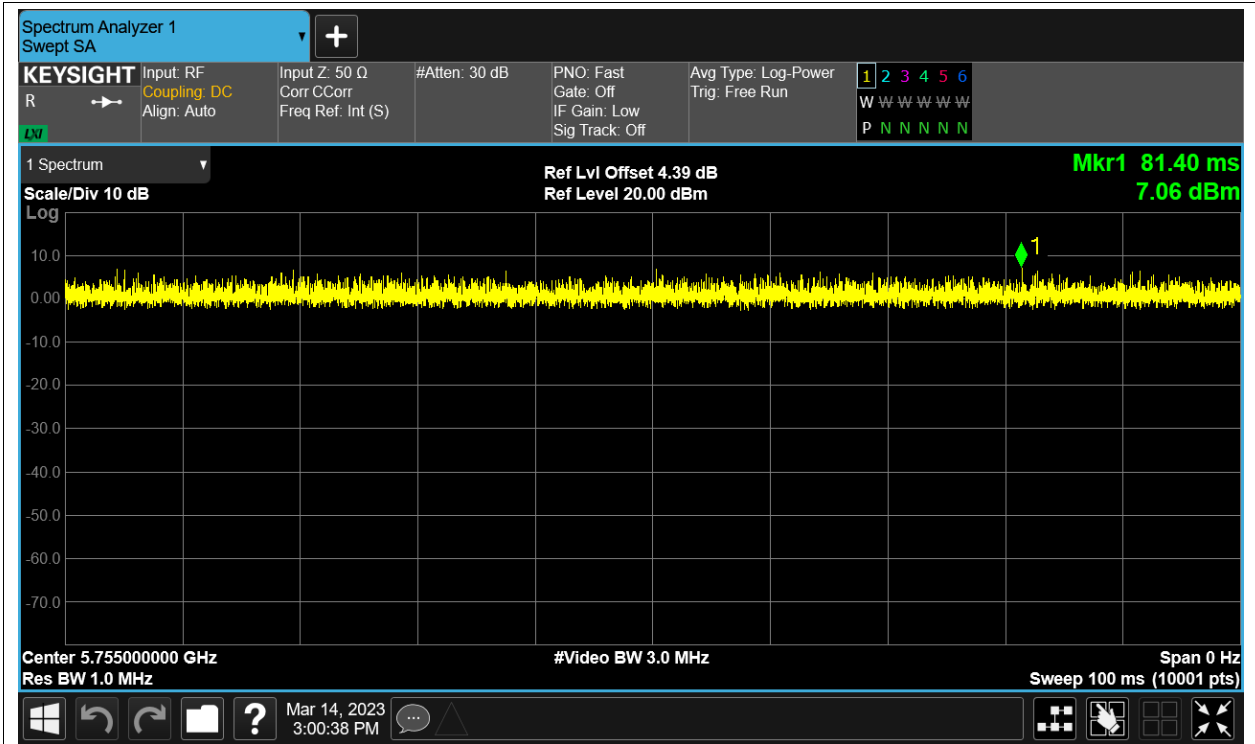 Spectrum Analyzer 1
Swept SA
KEYSIGHT
R
LXI
Input: RF
Coupling: DC
Align: Auto
Input Z: 50 Ω
Corr CCorr
Freq Ref: Int (S)
#Atten: 30 dB
PNO: Fast
Gate: Off
IF Gain: Low
Sig Track: Off
Avg Type: Log-Power
Trig: Free Run
1 2 3 4 5 6
W W W W W W
P N N N N N
1 Spectrum
Scale/Div 10 dB
Log
Ref Lvl Offset 4.39 dB
Ref Level 20.00 dBm
Mkr1 81.40 ms
7.06 dBm
1
10.0
0.00
-10.0
-20.0
-30.0
-40.0
-50.0
-60.0
-70.0
Center 5.755000000 GHz
Res BW 1.0 MHz
#Video BW 3.0 MHz
Span 0 Hz
Sweep 100 ms (10001 pts)
?
Mar 14, 2023
3:00:38 PM